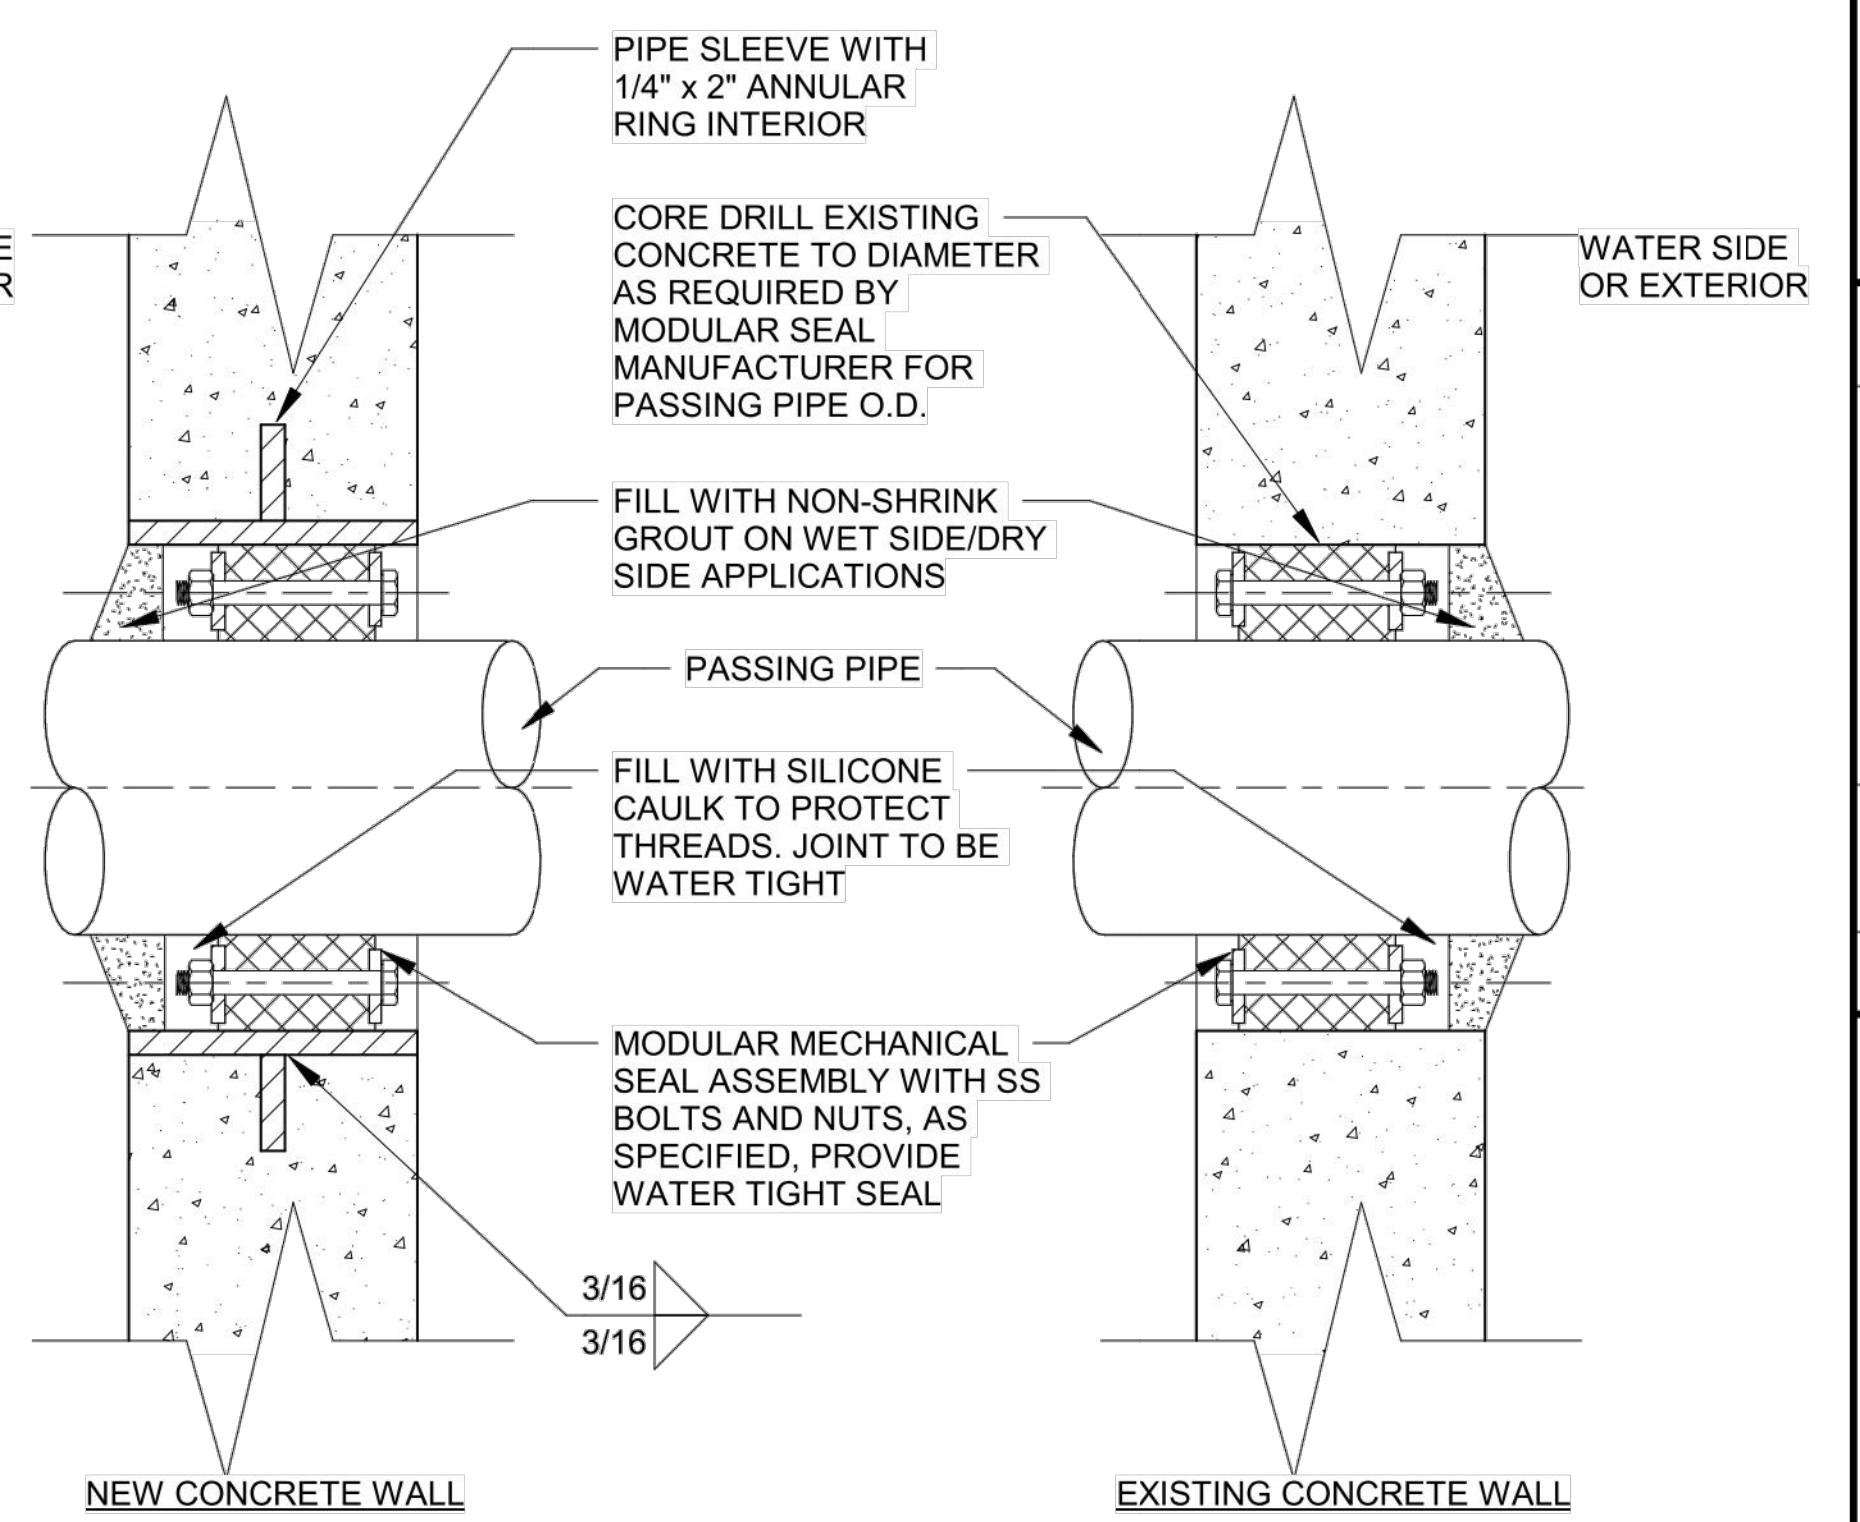 PIPE SLEEVE WITH
1/4" x 2" ANNULAR
RING INTERIOR
CORE DRILL EXISTING
CONCRETE TO DIAMETER
AS REQUIRED BY
MODULAR SEAL
MANUFACTURER FOR
PASSING PIPE O.D.
E
R
WATER SIDE
OR EXTERIOR
FILL WITH NON-SHRINK
GROUT ON WET SIDE/DRY
SIDE APPLICATIONS
PASSING PIPE
FILL WITH SILICONE
CAULK TO PROTECT
THREADS. JOINT TO BE
WATER TIGHT
MODULAR MECHANICAL
SEAL ASSEMBLY WITH SS
BOLTS AND NUTS, AS
SPECIFIED, PROVIDE
WATER TIGHT SEAL
3/16
3/16
NEW CONCRETE WALL
EXISTING CONCRETE WALL